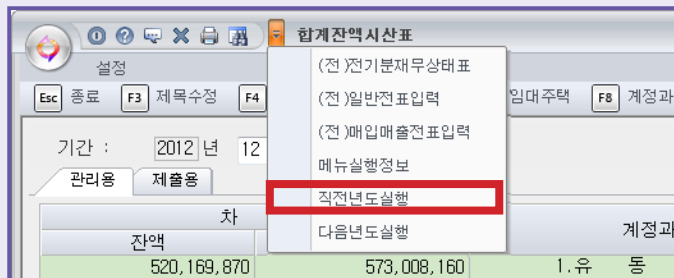 합계잔액시산표
설정
(전)전기분재무상태표
Esc 종료 F3 제목수정 F4
(전)일반전표입력
임대주택 F8 계정과
(전)매입매출전표입력
기간 : 2012 년 12
메뉴실행정보
관리용 제출용
직전년도실행
차
다음년도실행
계정과
잔액
520,169,870 573,008,160 1.유 동